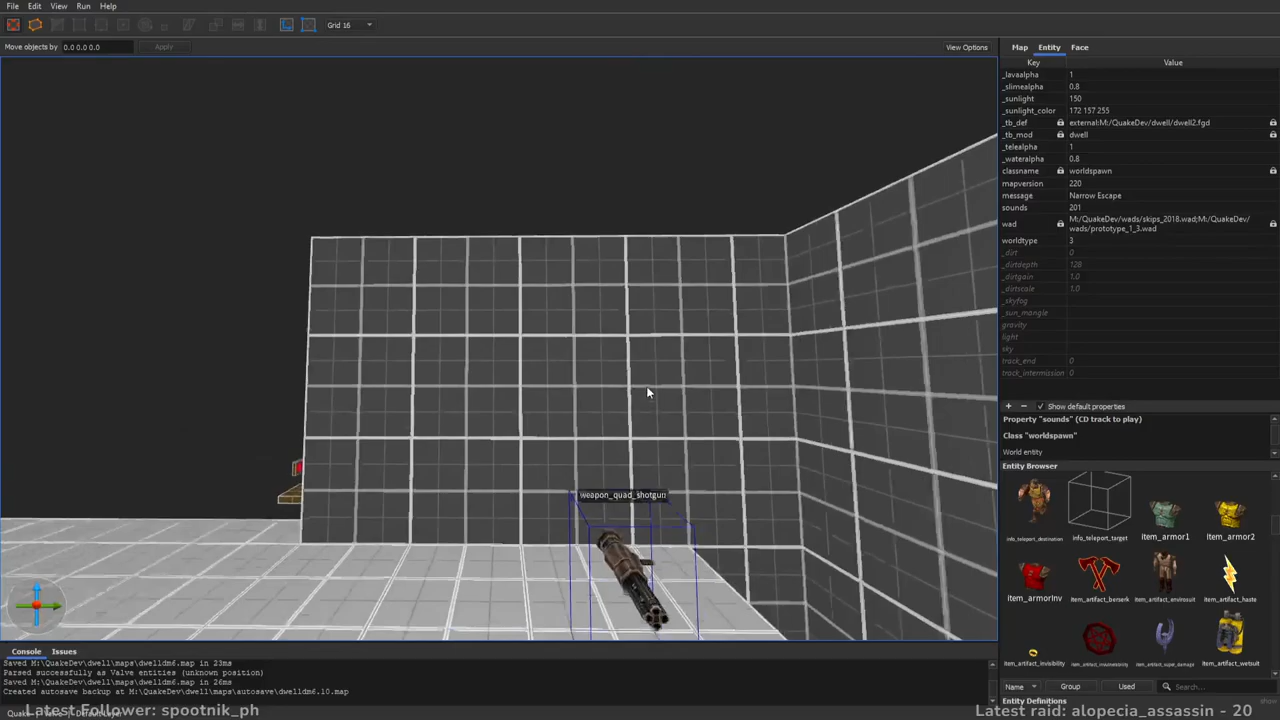 File Edit View Run Help
Grid 16
Move objects by 0.0 0.0 0.0 Apply
View Options
Map Entity Face
Key Value
_lavaalpha 1
_slimealpha 0.8
_sunlight 150
_sunlight_color 172 157 255
_tb_def external:M:/QuakeDev/dwell/dwell2.fgd
_tb_mod dwell
_telealpha 1
_wateralpha 0.8
classname worldspawn
mapversion 220
message Narrow Escape
sounds 201
wad M:/QuakeDev/wads/skips_2018.wad;M:/QuakeDev/
wads/prototype_1_3.wad
worldtype 3
_dirt 0
_dirtdepth 128
_dirtgain 1.0
_dirtscale 1.0
_skyfog
_sun_mangle
gravity
light
sky
track_end 0
track_intermission 0
+ − Show default properties
Property "sounds" (CD track to play)
Class "worldspawn"
World entity
Entity Browser
info_teleport_destination info_teleport_target item_armor1 item_armor2
item_armorInv item_artifact_berserk item_artifact_envirosuit item_artifact_haste
item_artifact_invisibility item_artifact_invulnerability item_artifact_super_damage item_artifact_wetsuit
Name Group Used Search...
Entity Definitions show
weapon_quad_shotgun
Console Issues
Saved M:\QuakeDev\dwell\maps\dwelldm6.map in 23ms
Parsed successfully as Valve entities (unknown position)
Saved M:\QuakeDev\dwell\maps\dwelldm6.map in 26ms
Created autosave backup at M:\QuakeDev\dwell\maps\autosave\dwelldm6.10.map
Latest Follower: spootnik_ph
Latest raid: alopecia_assassin - 20